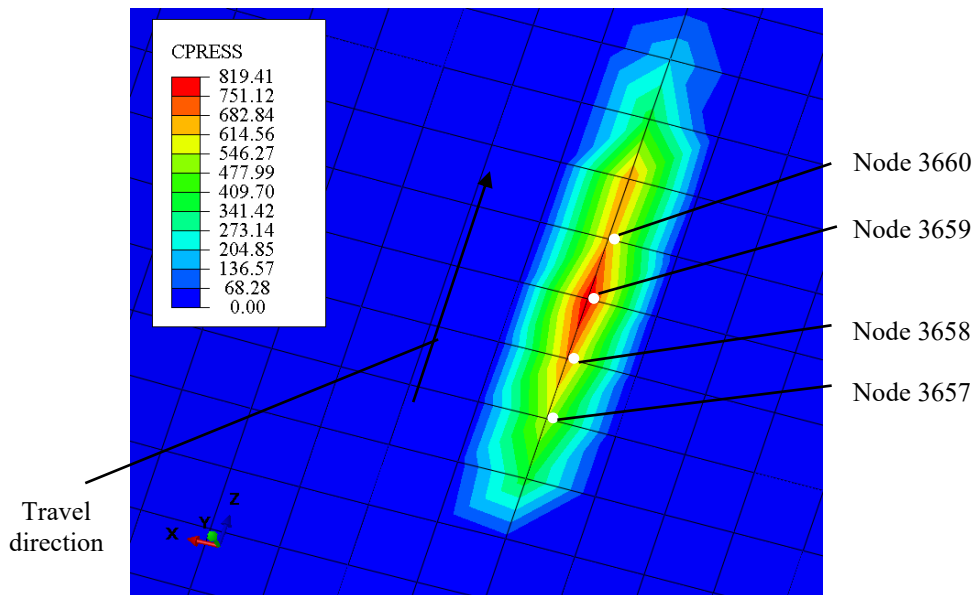 CPRESS
819.41
751.12
682.84
614.56
546.27
477.99
409.70
341.42
273.14
204.85
136.57
68.28
0.00
Node 3660
Node 3659
Node 3658
Node 3657
Travel
direction
X
Y
Z